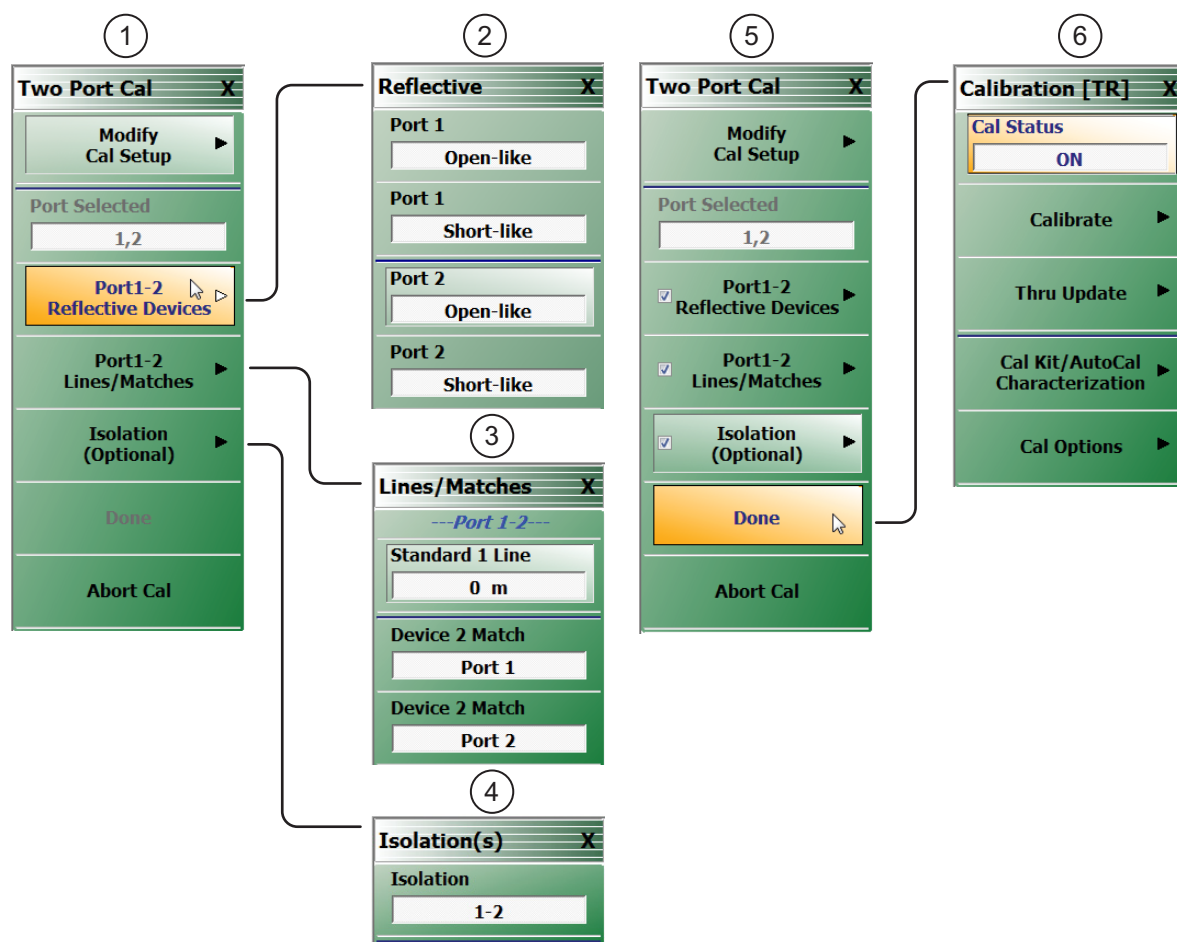 1
Two Port Cal X
Modify
Cal Setup
Port Selected
1,2
Port1-2
Reflective Devices
Port1-2
Lines/Matches
Isolation
(Optional)
Done
Abort Cal
2
Reflective X
Port 1
Open-like
Port 1
Short-like
Port 2
Open-like
Port 2
Short-like
3
Lines/Matches X
---Port 1-2---
Standard 1 Line
0 m
Device 2 Match
Port 1
Device 2 Match
Port 2
4
Isolation(s) X
Isolation
1-2
5
Two Port Cal X
Modify
Cal Setup
Port Selected
1,2
Port1-2
Reflective Devices
Port1-2
Lines/Matches
Isolation
(Optional)
Done
Abort Cal
6
Calibration [TR] X
Cal Status
ON
Calibrate
Thru Update
Cal Kit/AutoCal
Characterization
Cal Options